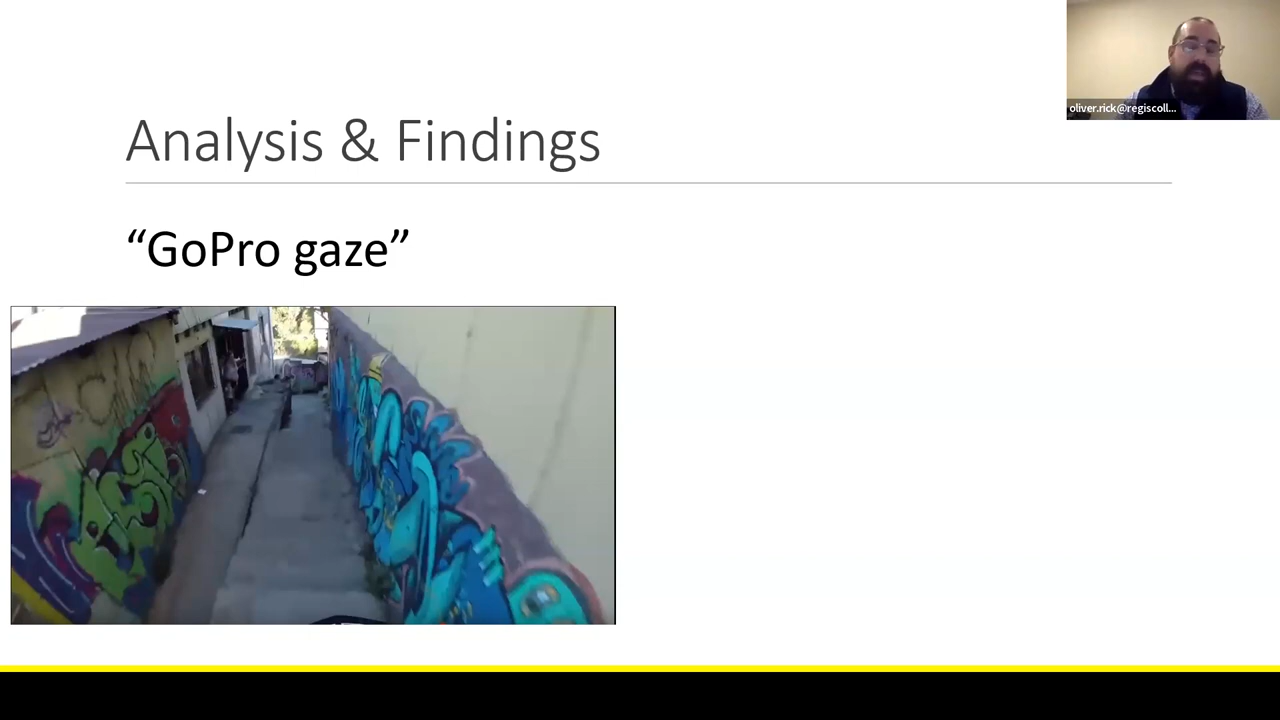 oliver.rick@regiscoll...
Analysis & Findings
“GoPro gaze”